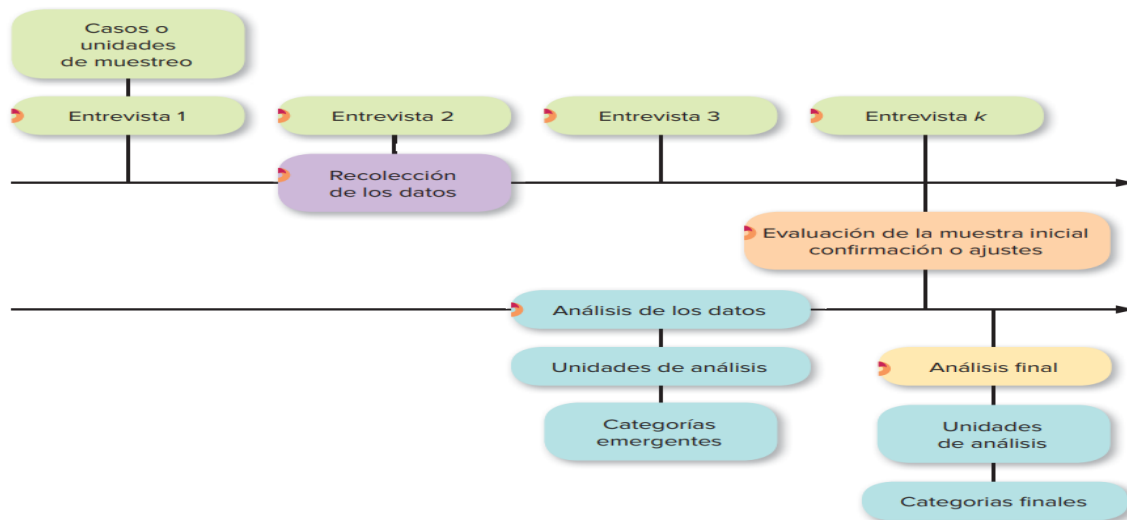 Casos o
unidades
de muestreo
Entrevista 1
Entrevista 2
Entrevista 3
Entrevista k
Recolección
de los datos
Evaluación de la muestra inicial
confirmación o ajustes
Análisis de los datos
Unidades de análisis
Categorías
emergentes
Análisis final
Unidades
de análisis
Categorias finales